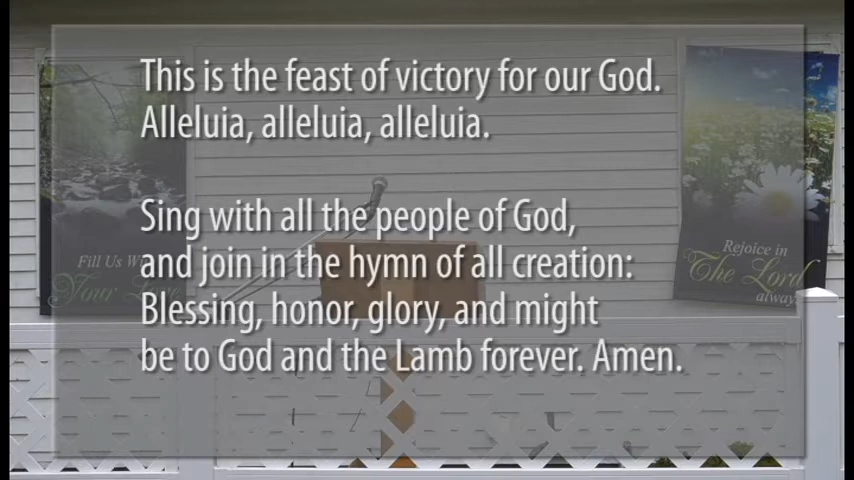 This is the feast of victory for our God.
Alleluia, alleluia, alleluia.
Sing with all the people of God,
and join in the hymn of all creation:
Blessing, honor, glory, and might
be to God and the Lamb forever. Amen.
Fill Us W
Your Love
Rejoice in
The Lord
always.